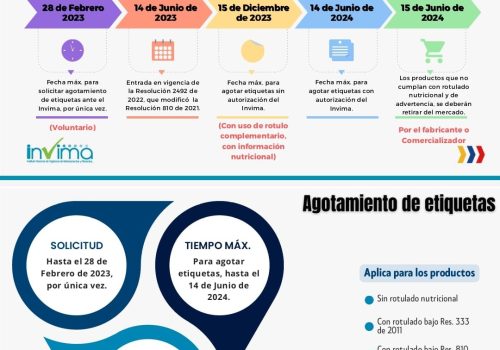 28 de Febrero
2023
14 de Junio de
2023
15 de Diciembre
de 2023
14 de Junio de
2024
15 de Junio de
2024
Fecha máx. para
solicitar agotamiento
de etiquetas ante el
Invima, por única vez.
(Voluntario)
Entrada en vigencia de
la Resolución 2492 de
2022, que modificó la
Resolución 810 de 2021.
Fecha máx. para
agotar etiquetas sin
autorización del
Invima.
(Con uso de rotulo
complementario,
con información
nutricional)
Fecha máx. para
agotar etiquetas con
autorización del
Invima.
Los productos que no
cumplan con rotulado
nutricional y de
advertencia, se deberán
retirar del mercado.
Por el fabricante o
Comercializador
invima
Agotamiento de etiquetas
SOLICITUD
Hasta el 28 de
Febrero de 2023,
por única vez.
TIEMPO MÁX.
Para agotar
etiquetas, hasta el
14 de Junio de
2024.
Aplica para los productos
Sin rotulado nutricional
Con rotulado bajo Res. 333
de 2011
Con rotulado bajo Res. 810